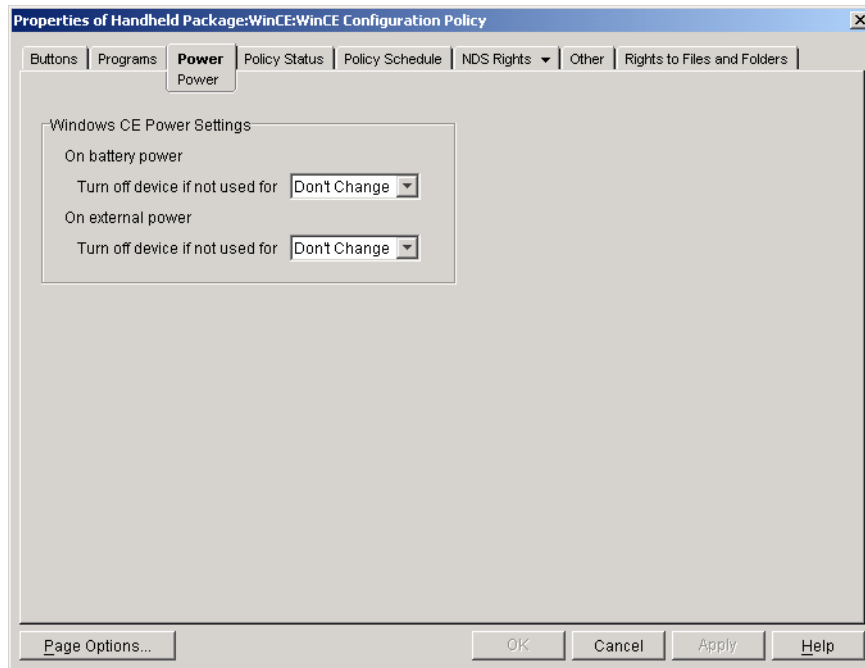 Properties of Handheld Package:WinCE:WinCE Configuration Policy
Buttons Programs Power Policy Status Policy Schedule NDS Rights Other Rights to Files and Folders
Power
Windows CE Power Settings
On battery power
Turn off device if not used for Don't Change
On external power
Turn off device if not used for Don't Change
Page Options... OK Cancel Apply Help